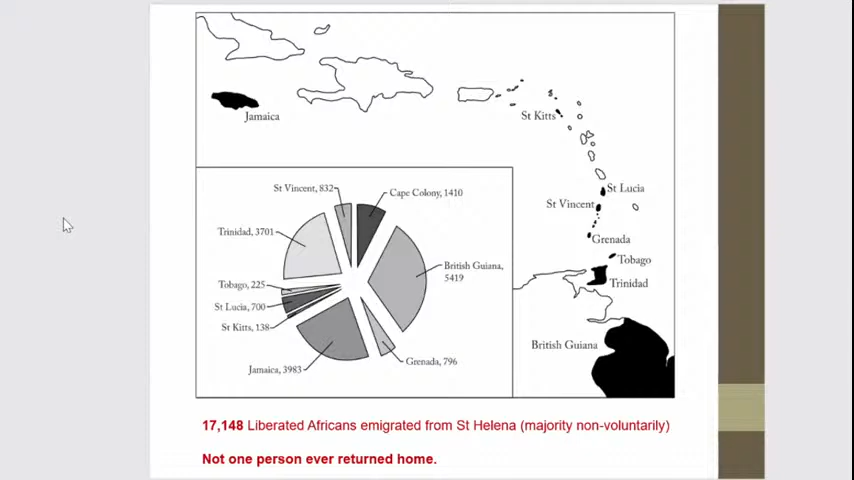 Jamaica
St Kitts
St Lucia
St Vincent
Grenada
Tobago
Trinidad
British Guiana
St Vincent, 832
Cape Colony, 1410
Trinidad, 3701
British Guiana,
5419
Tobago, 225
St Lucia, 700
St Kitts, 138
Grenada, 796
Jamaica, 3983
17,148 Liberated Africans emigrated from St Helena (majority non-voluntarily)
Not one person ever returned home.